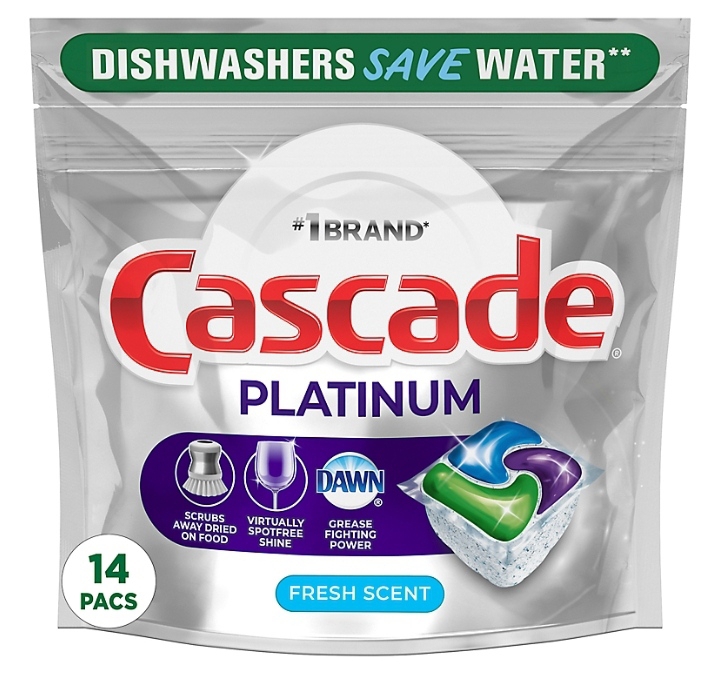 DISHWASHERS SAVE WATER**
#1 BRAND*
Cascade®
PLATINUM
SCRUBS
AWAY DRIED
ON FOOD
VIRTUALLY
SPOTFREE
SHINE
DAWN®
GREASE
FIGHTING
POWER
14
PACS
FRESH SCENT